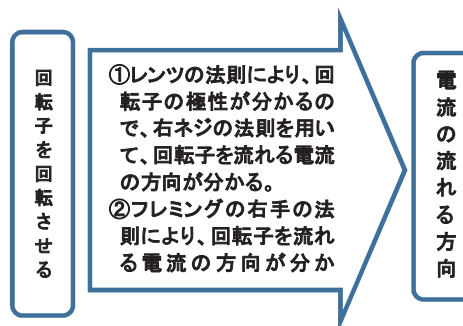 回転子を回転させる
①レンツの法則により、回
転子の極性が分かるの
で、右ネジの法則を用い
て、回転子を流れる電流
の方向が分かる。
②フレミングの右手の法
則により、回転子を流れ
る電流の方向が分か
電流の流れる方向